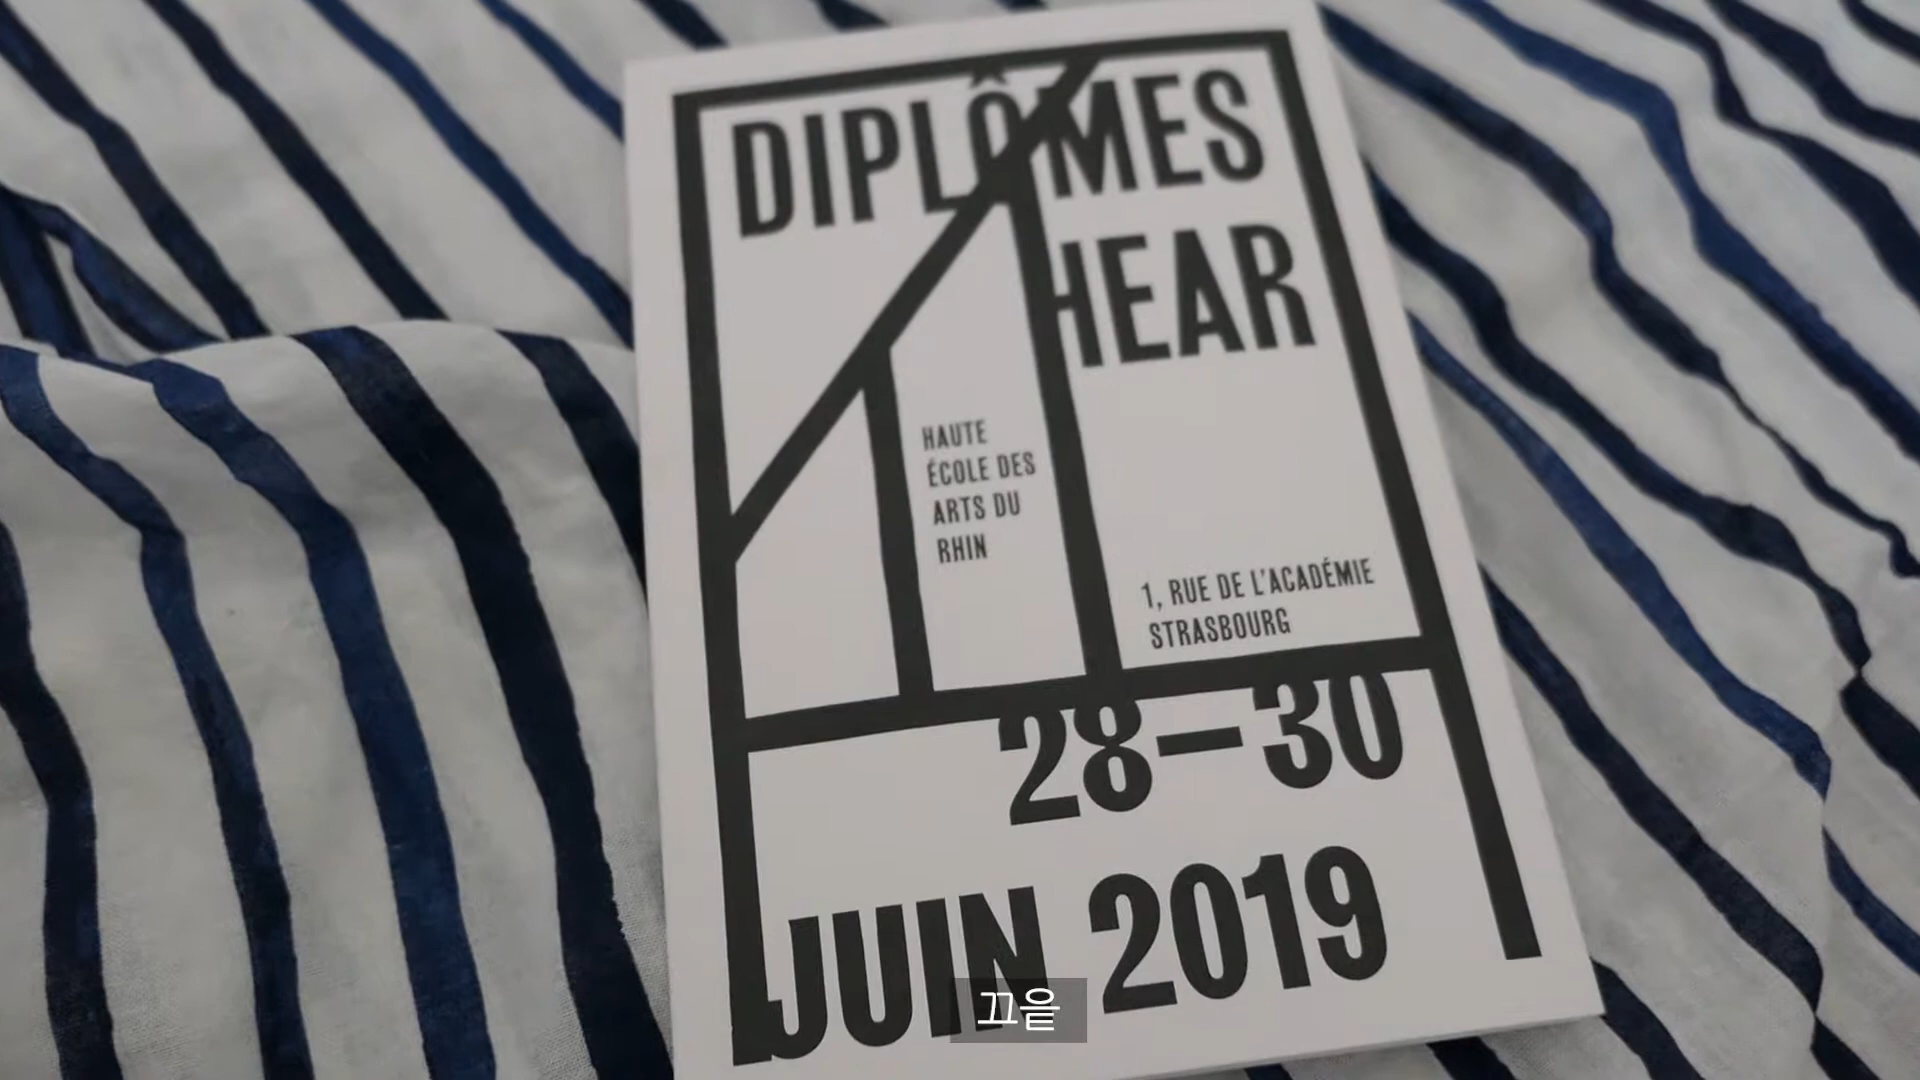 DIPLÔMES
HEAR
HAUTE
ÉCOLE DES
ARTS DU
RHIN
1, RUE DE L'ACADÉMIE
STRASBOURG
28–30
JUIN 2019
끄읕